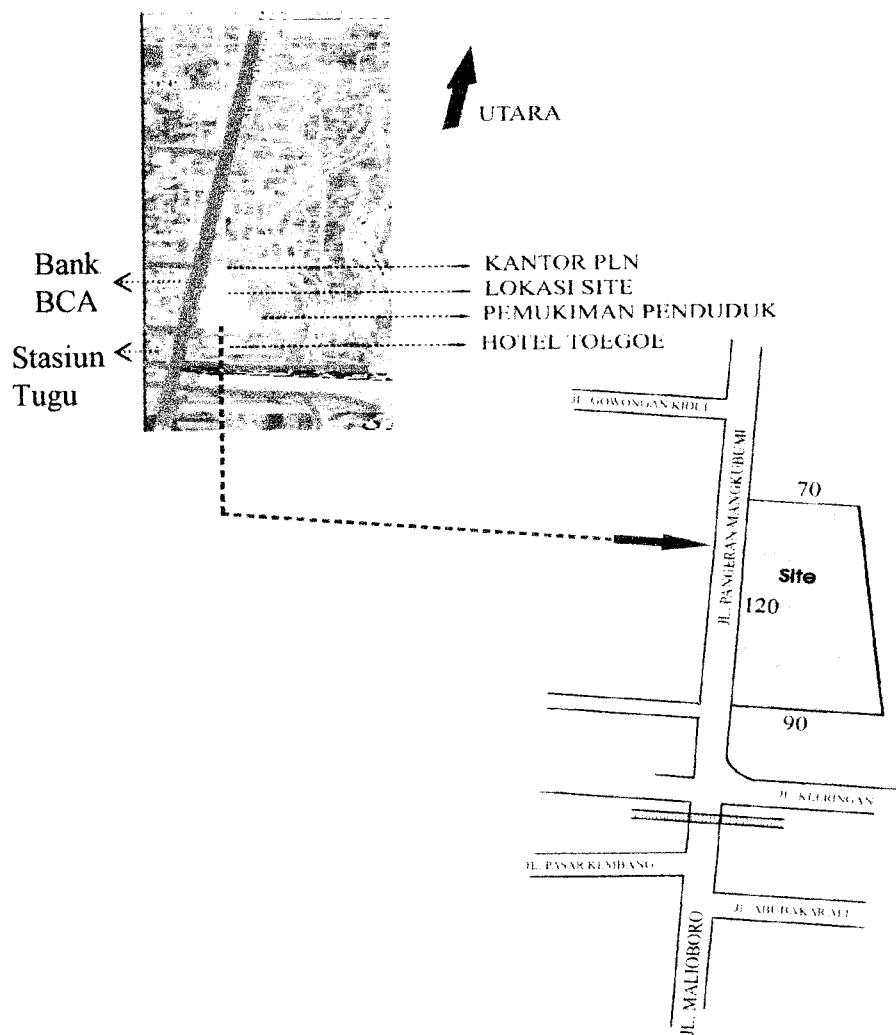 UTARA
Bank
BCA
Stasiun
Tugu
KANTOR PLN
LOKASI SITE
PEMUKIMAN PENDUDUK
HOTEL TOEGOE
JL. GOWONGAN KIDUL
JL. PANGERAN MANGKUBUMI
70
Site
120
90
JL. KLERINGAN
JL. PASAR KEMBANG
JL. ABUBAKAR ALI
JL. MALIOBORO